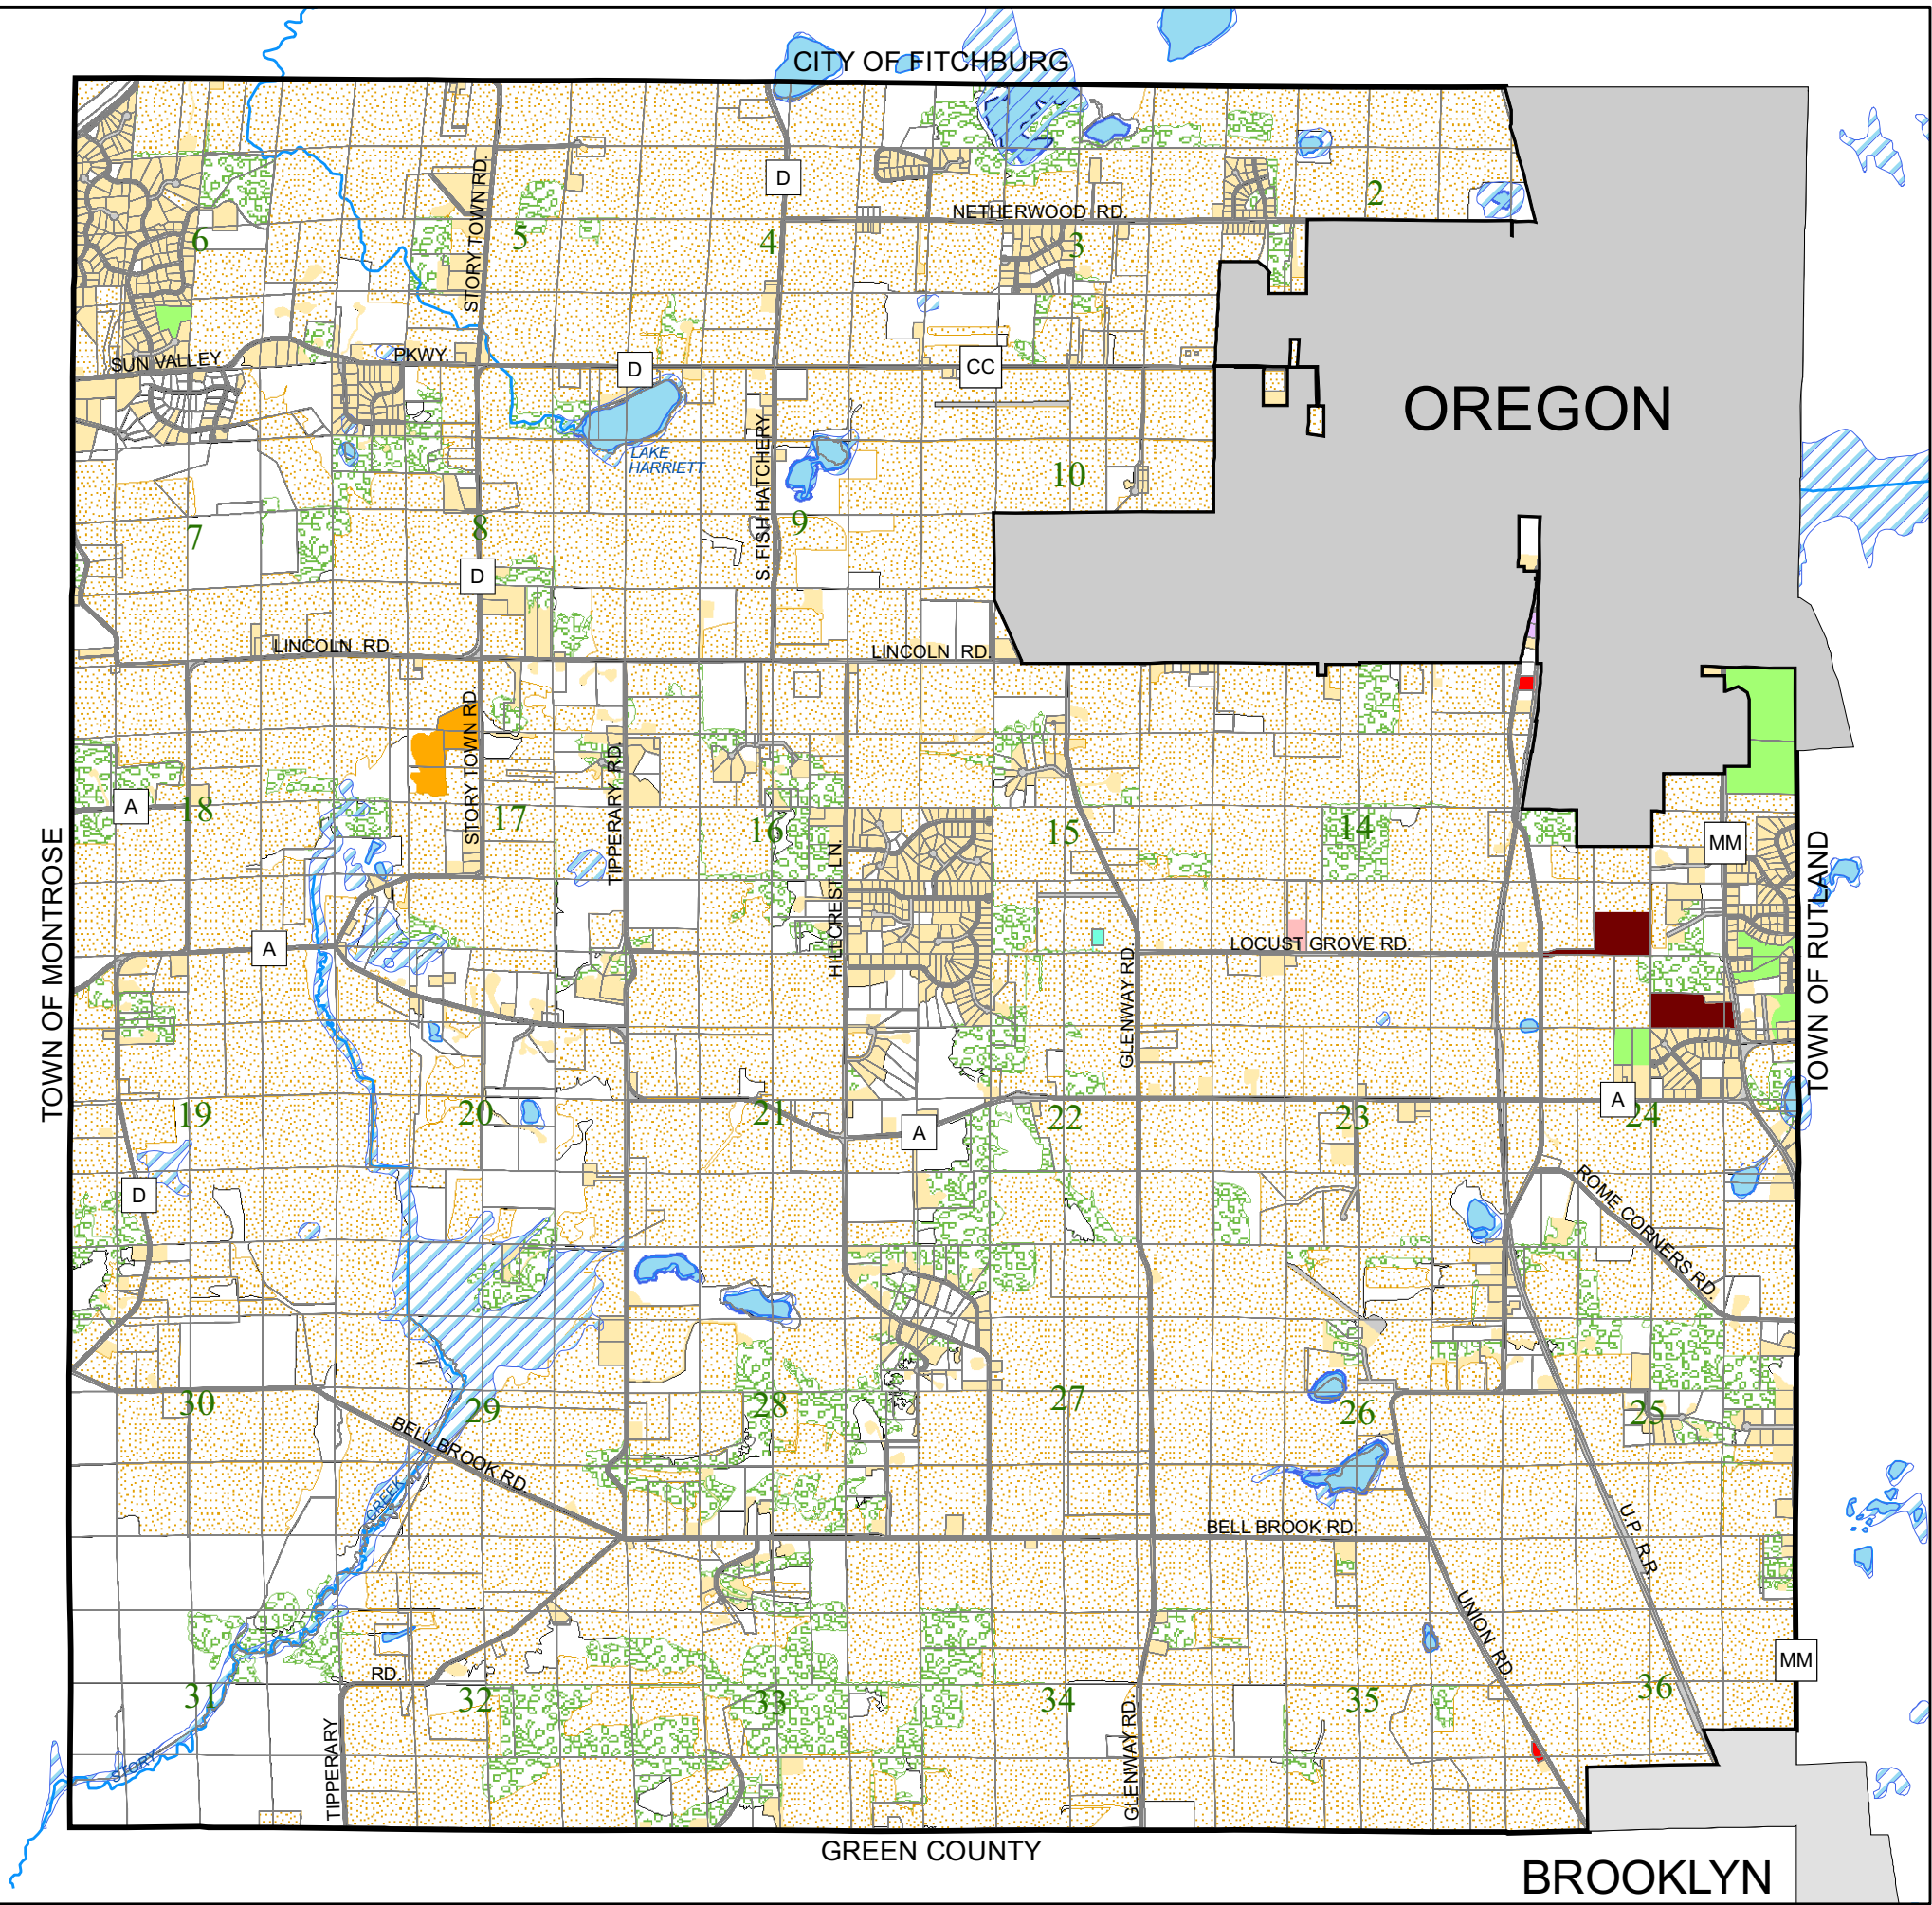 CITY OF FITCHBURG
D
STORY TOWN RD.
2
NETHERWOOD RD.
6
5
4
3
SUN VALLEY
PKWY.
D
CC
OREGON
LAKE
HARRIETT
S. FISH HATCHERY
10
7
8
9
D
LINCOLN RD.
LINCOLN RD.
STORY TOWN RD.
TIPPERARY RD.
A
18
17
16
15
14
MM
TOWN OF MONTROSE
TOWN OF RUTLAND
HILLCREST LN.
A
LOCUST GROVE RD.
GLENWAY RD.
19
20
21
22
23
A
24
A
D
ROME CORNERS RD.
30
29
28
27
26
25
BELL BROOK RD.
CREEK
BELL BROOK RD.
U.P. R.R.
UNION RD.
MM
RD.
31
32
33
34
35
36
STORY
TIPPERARY
GLENWAY RD.
GREEN COUNTY
BROOKLYN